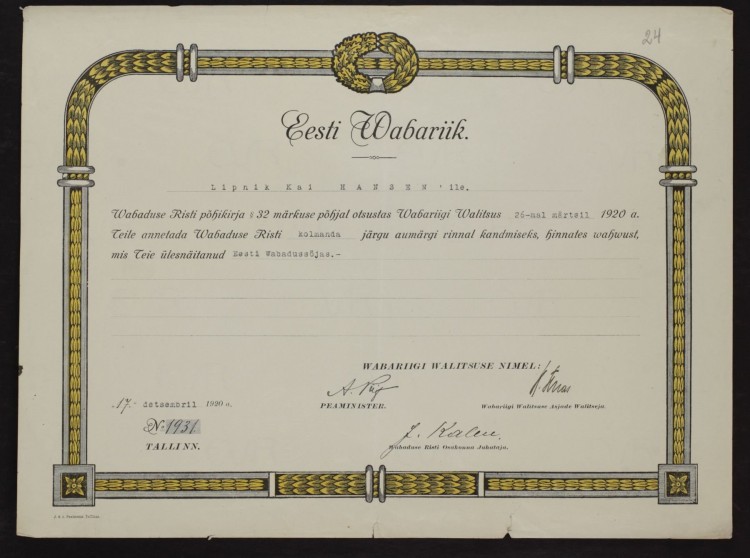 24
Eesti Wabariik.
Lipnik Kai HANSEN'ile.
Wabaduse Risti põhikirja § 32 märkuse põhjal otsustas Wabariigi Walitsus 26-mal märtsil 1920 a.
Teile annetada Wabaduse Risti kolmanda järgu aumärgi rinnal kandmiseks, hinnates wahwust,
mis Teie ülesnäitanud Eesti Wabadussõjas.-
WABARIIGI WALITSUSE NIMEL:
17.- detsembril 1920 a.
PEAMINISTER.
Wabariigi Walitsuse Asjade Walitseja.
№ 1931
TALLINN.
Wabaduse Risti Osakonna Juhataja.